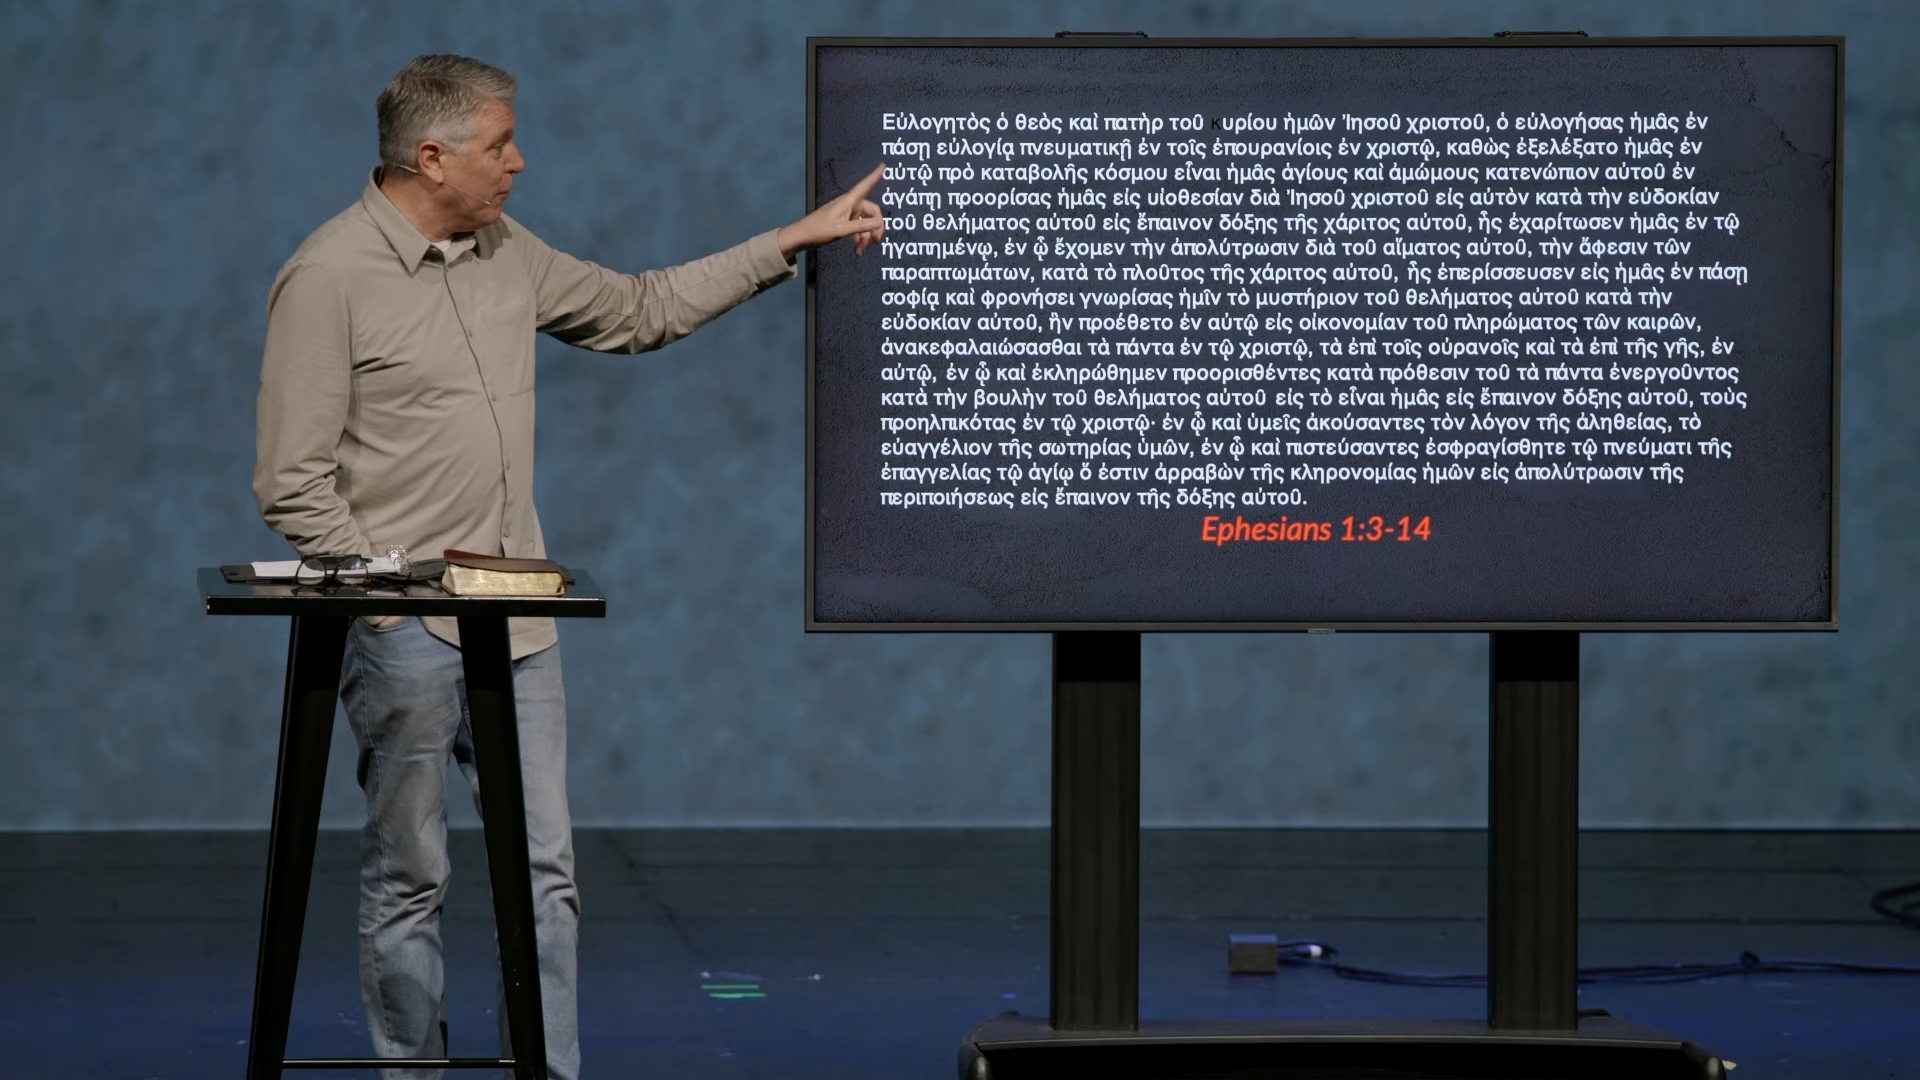 Εὐλογητὸς ὁ θεὸς καὶ πατὴρ τοῦ κυρίου ἡμῶν Ἰησοῦ χριστοῦ, ὁ εὐλογήσας ἡμᾶς ἐν
πάσῃ εὐλογίᾳ πνευματικῇ ἐν τοῖς ἐπουρανίοις ἐν χριστῷ, καθὼς ἐξελέξατο ἡμᾶς ἐν
αὐτῷ πρὸ καταβολῆς κόσμου εἶναι ἡμᾶς ἁγίους καὶ ἀμώμους κατενώπιον αὐτοῦ ἐν
ἀγάπῃ προορίσας ἡμᾶς εἰς υἱοθεσίαν διὰ Ἰησοῦ χριστοῦ εἰς αὐτὸν κατὰ τὴν εὐδοκίαν
τοῦ θελήματος αὐτοῦ εἰς ἔπαινον δόξης τῆς χάριτος αὐτοῦ, ἧς ἐχαρίτωσεν ἡμᾶς ἐν τῷ
ἠγαπημένῳ, ἐν ᾧ ἔχομεν τὴν ἀπολύτρωσιν διὰ τοῦ αἵματος αὐτοῦ, τὴν ἄφεσιν τῶν
παραπτωμάτων, κατὰ τὸ πλοῦτος τῆς χάριτος αὐτοῦ, ἧς ἐπερίσσευσεν εἰς ἡμᾶς ἐν πάσῃ
σοφίᾳ καὶ φρονήσει γνωρίσας ἡμῖν τὸ μυστήριον τοῦ θελήματος αὐτοῦ κατὰ τὴν
εὐδοκίαν αὐτοῦ, ἣν προέθετο ἐν αὐτῷ εἰς οἰκονομίαν τοῦ πληρώματος τῶν καιρῶν,
ἀνακεφαλαιώσασθαι τὰ πάντα ἐν τῷ χριστῷ, τὰ ἐπὶ τοῖς οὐρανοῖς καὶ τὰ ἐπὶ τῆς γῆς, ἐν
αὐτῷ, ἐν ᾧ καὶ ἐκληρώθημεν προορισθέντες κατὰ πρόθεσιν τοῦ τὰ πάντα ἐνεργοῦντος
κατὰ τὴν βουλὴν τοῦ θελήματος αὐτοῦ εἰς τὸ εἶναι ἡμᾶς εἰς ἔπαινον δόξης αὐτοῦ, τοὺς
προηλπικότας ἐν τῷ χριστῷ· ἐν ᾧ καὶ ὑμεῖς ἀκούσαντες τὸν λόγον τῆς ἀληθείας, τὸ
εὐαγγέλιον τῆς σωτηρίας ὑμῶν, ἐν ᾧ καὶ πιστεύσαντες ἐσφραγίσθητε τῷ πνεύματι τῆς
ἐπαγγελίας τῷ ἁγίῳ ὅ ἐστιν ἀρραβὼν τῆς κληρονομίας ἡμῶν εἰς ἀπολύτρωσιν τῆς
περιποιήσεως εἰς ἔπαινον τῆς δόξης αὐτοῦ.
Ephesians 1:3-14